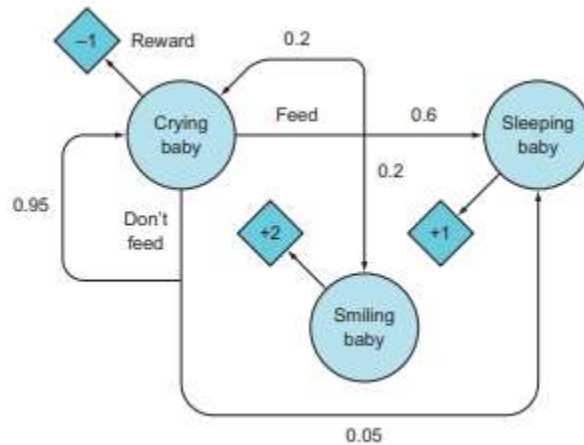 –1
Reward
0.2
Crying
baby
Feed
0.6
Sleeping
baby
0.95
Don't
feed
0.2
+2
+1
Smiling
baby
0.05